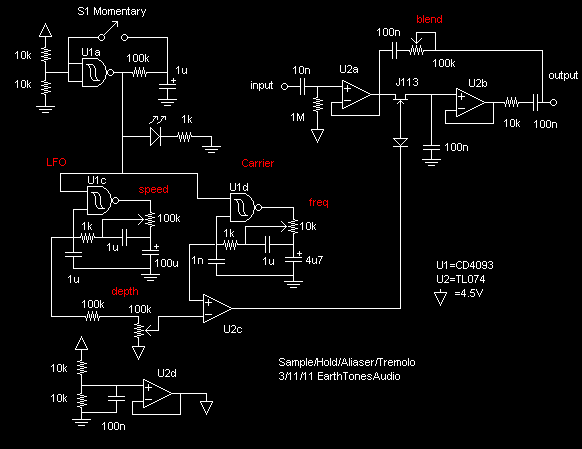 S1 Momentary
blend
10k
U1a
100k
100n
100k
10k
1u
10n
U2a
J113
U2b
output
input
1M
10k
100n
1k
100n
LFO
Carrier
U1c
speed
U1d
freq
100k
10k
1k
1k
1u
100u
1u
1n
1u
4u7
U1=CD4093
U2=TL074
=4.5V
depth
100k
100k
U2c
10k
U2d
10k
100n
Sample/Hold/Aliaser/Tremolo
3/11/11 EarthTonesAudio